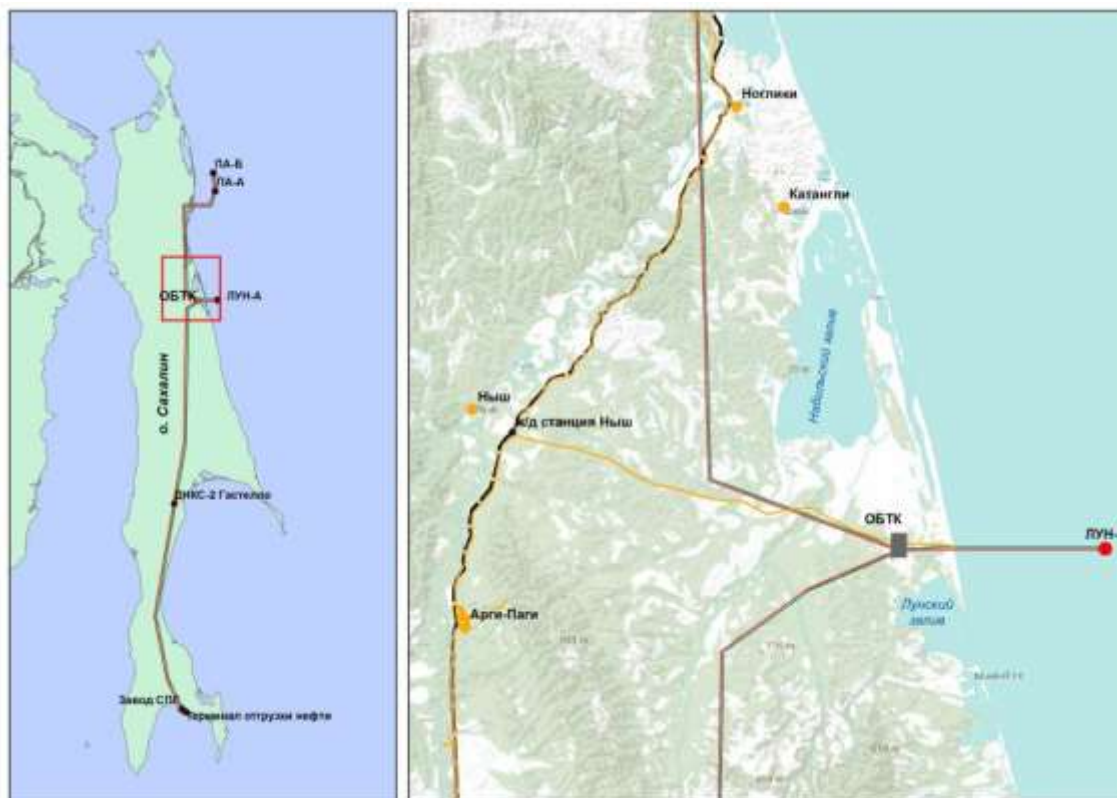 ПА-Б
ПА-А
ОБТК
ЛУН-А
о. Сахалин
ДНКС-2 Гастелло
Завод СПГ
Терминал отгрузки нефти
Ноглики
Катангли
Набильский залив
Ныш
ж/д станция Ныш
ОБТК
ЛУН-
Лунский
залив
Арги-Паги